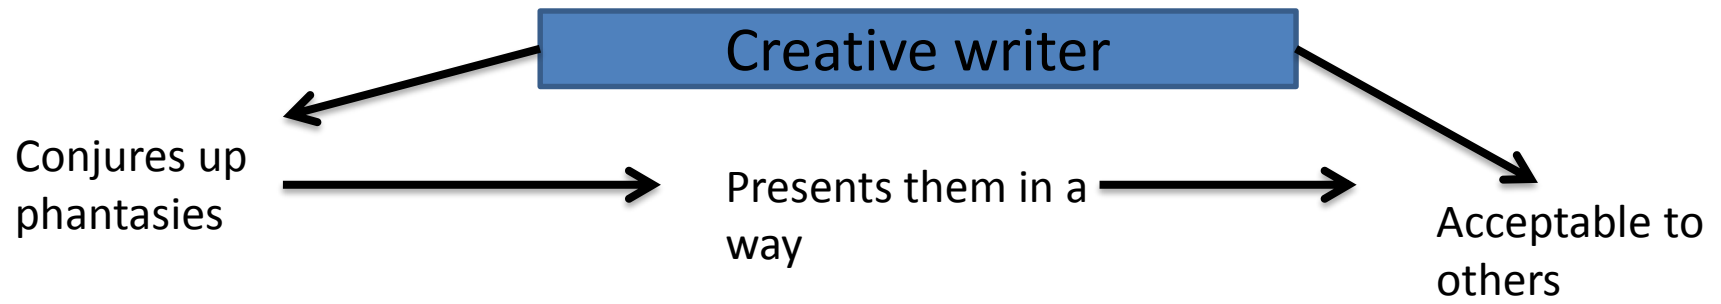 Creative writer
Conjures up
phantasies
Presents them in a
way
Acceptable to
others